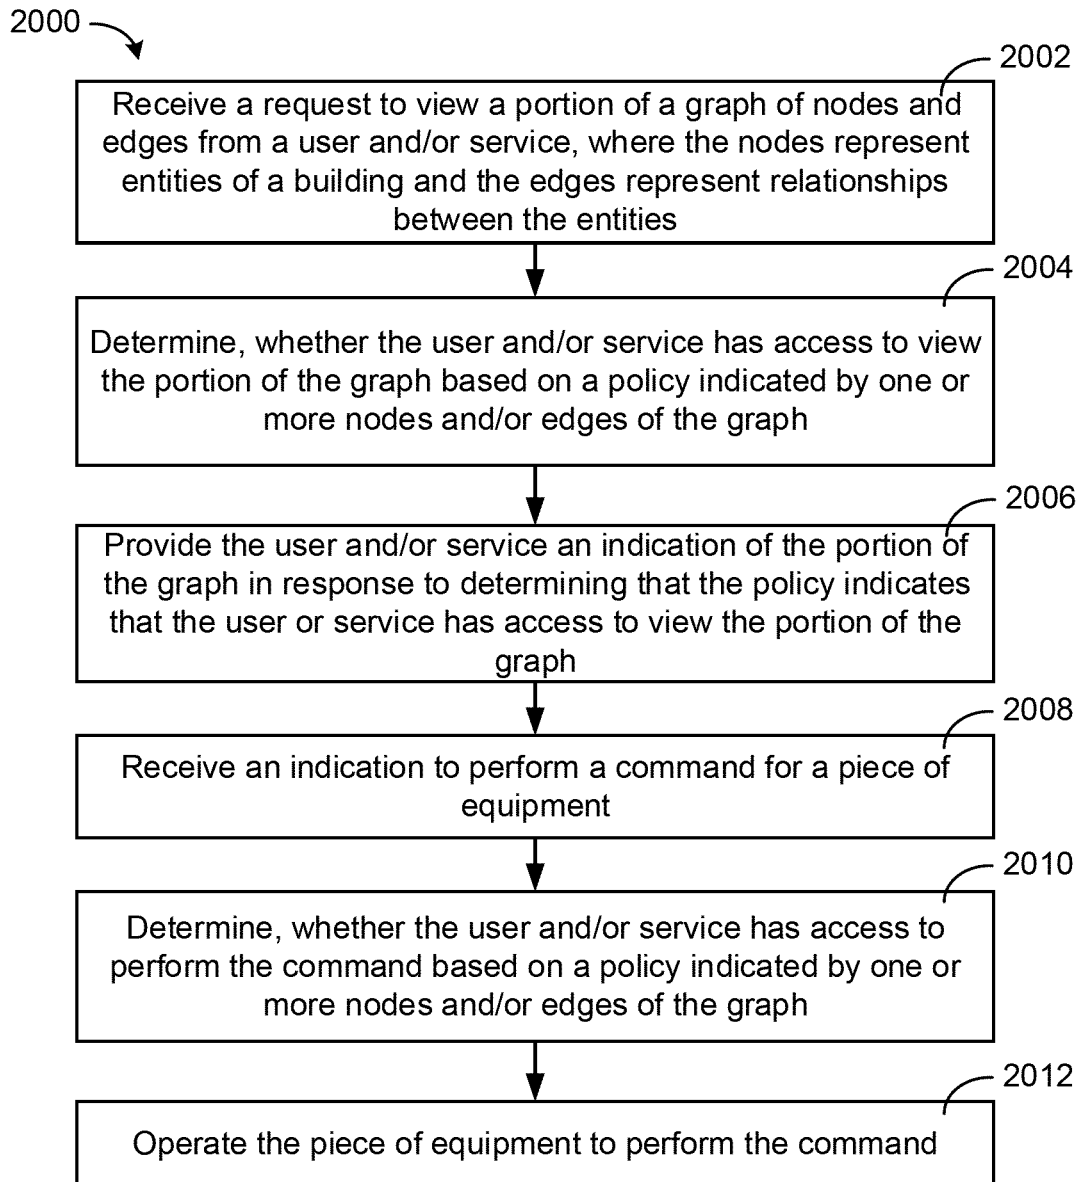 2000
2002
Receive a request to view a portion of a graph of nodes and
edges from a user and/or service, where the nodes represent
entities of a building and the edges represent relationships
between the entities
2004
Determine, whether the user and/or service has access to view
the portion of the graph based on a policy indicated by one or
more nodes and/or edges of the graph
2006
Provide the user and/or service an indication of the portion of
the graph in response to determining that the policy indicates
that the user or service has access to view the portion of the
graph
2008
Receive an indication to perform a command for a piece of
equipment
2010
Determine, whether the user and/or service has access to
perform the command based on a policy indicated by one or
more nodes and/or edges of the graph
2012
Operate the piece of equipment to perform the command